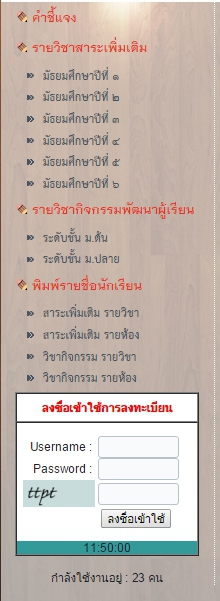 คำชี้แจง
รายวิชาสาระเพิ่มเติม
มัธยมศึกษาปีที่ ๑
มัธยมศึกษาปีที่ ๒
มัธยมศึกษาปีที่ ๓
มัธยมศึกษาปีที่ ๔
มัธยมศึกษาปีที่ ๕
มัธยมศึกษาปีที่ ๖
รายวิชากิจกรรมพัฒนาผู้เรียน
ระดับชั้น ม.ต้น
ระดับชั้น ม.ปลาย
พิมพ์รายชื่อนักเรียน
สาระเพิ่มเติม รายวิชา
สาระเพิ่มเติม รายห้อง
วิชากิจกรรม รายวิชา
วิชากิจกรรม รายห้อง
ลงชื่อเข้าใช้การลงทะเบียน
Username :
Password :
ttpt
ลงชื่อเข้าใช้
11:50:00
กำลังใช้งานอยู่ : 23 คน